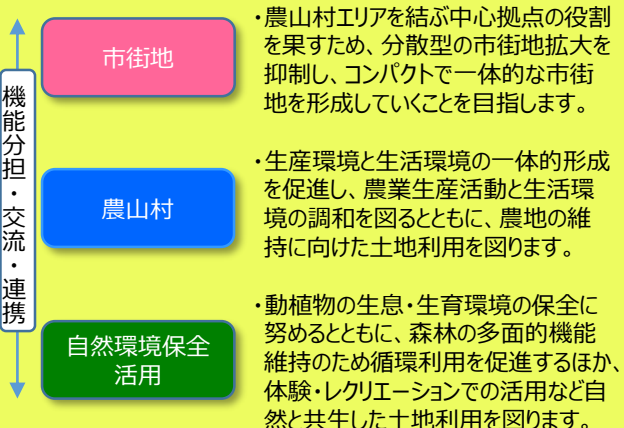 機能分担・交流・連携
市街地
・農山村エリアを結ぶ中心拠点の役割
を果すため、分散型の市街地拡大を
抑制し、コンパクトで一体的な市街
地を形成していくことを目指します。
農山村
・生産環境と生活環境の一体的形成
を促進し、農業生産活動と生活環
境の調和を図るとともに、農地の維
持に向けた土地利用を図ります。
自然環境保全
活用
・動植物の生息・生育環境の保全に
努めるとともに、森林の多面的機能
維持のため循環利用を促進するほか、
体験・レクリエーションでの活用など自
然と共生した土地利用を図ります。